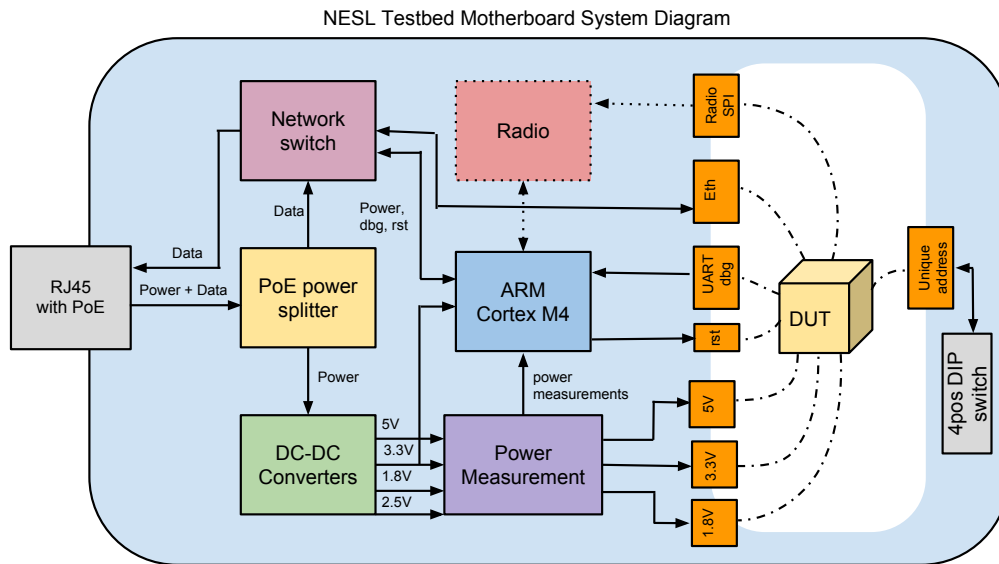 NESL Testbed Motherboard System Diagram
Network
switch
Radio
Radio
SPI
Eth
Data
Power,
dbg, rst
Data
RJ45
with PoE
Power + Data
PoE power
splitter
ARM
Cortex M4
UART
dbg
rst
DUT
Unique
address
4pos DIP
switch
Power
power
measurements
DC-DC
Converters
5V
3.3V
1.8V
2.5V
Power
Measurement
5V
3.3V
1.8V